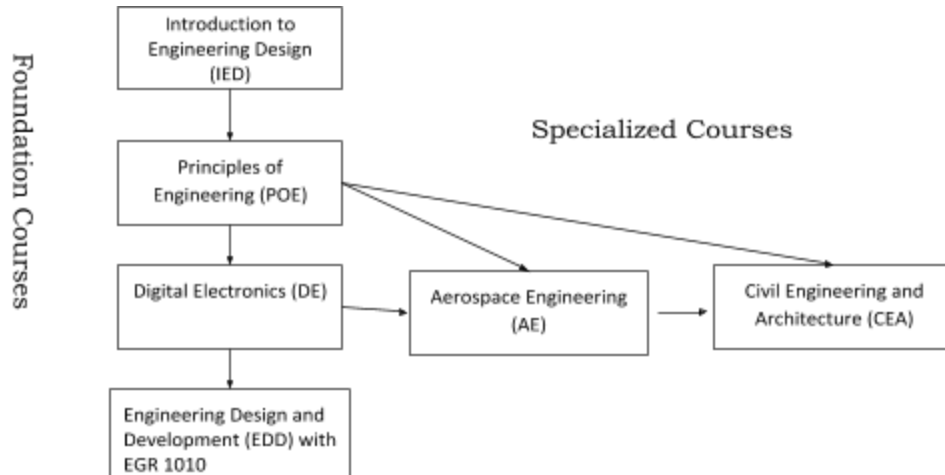 Foundation Courses
Introduction to
Engineering Design
(IED)
Specialized Courses
Principles of
Engineering (POE)
Digital Electronics (DE)
Aerospace Engineering
(AE)
Civil Engineering and
Architecture (CEA)
Engineering Design and
Development (EDD) with
EGR 1010